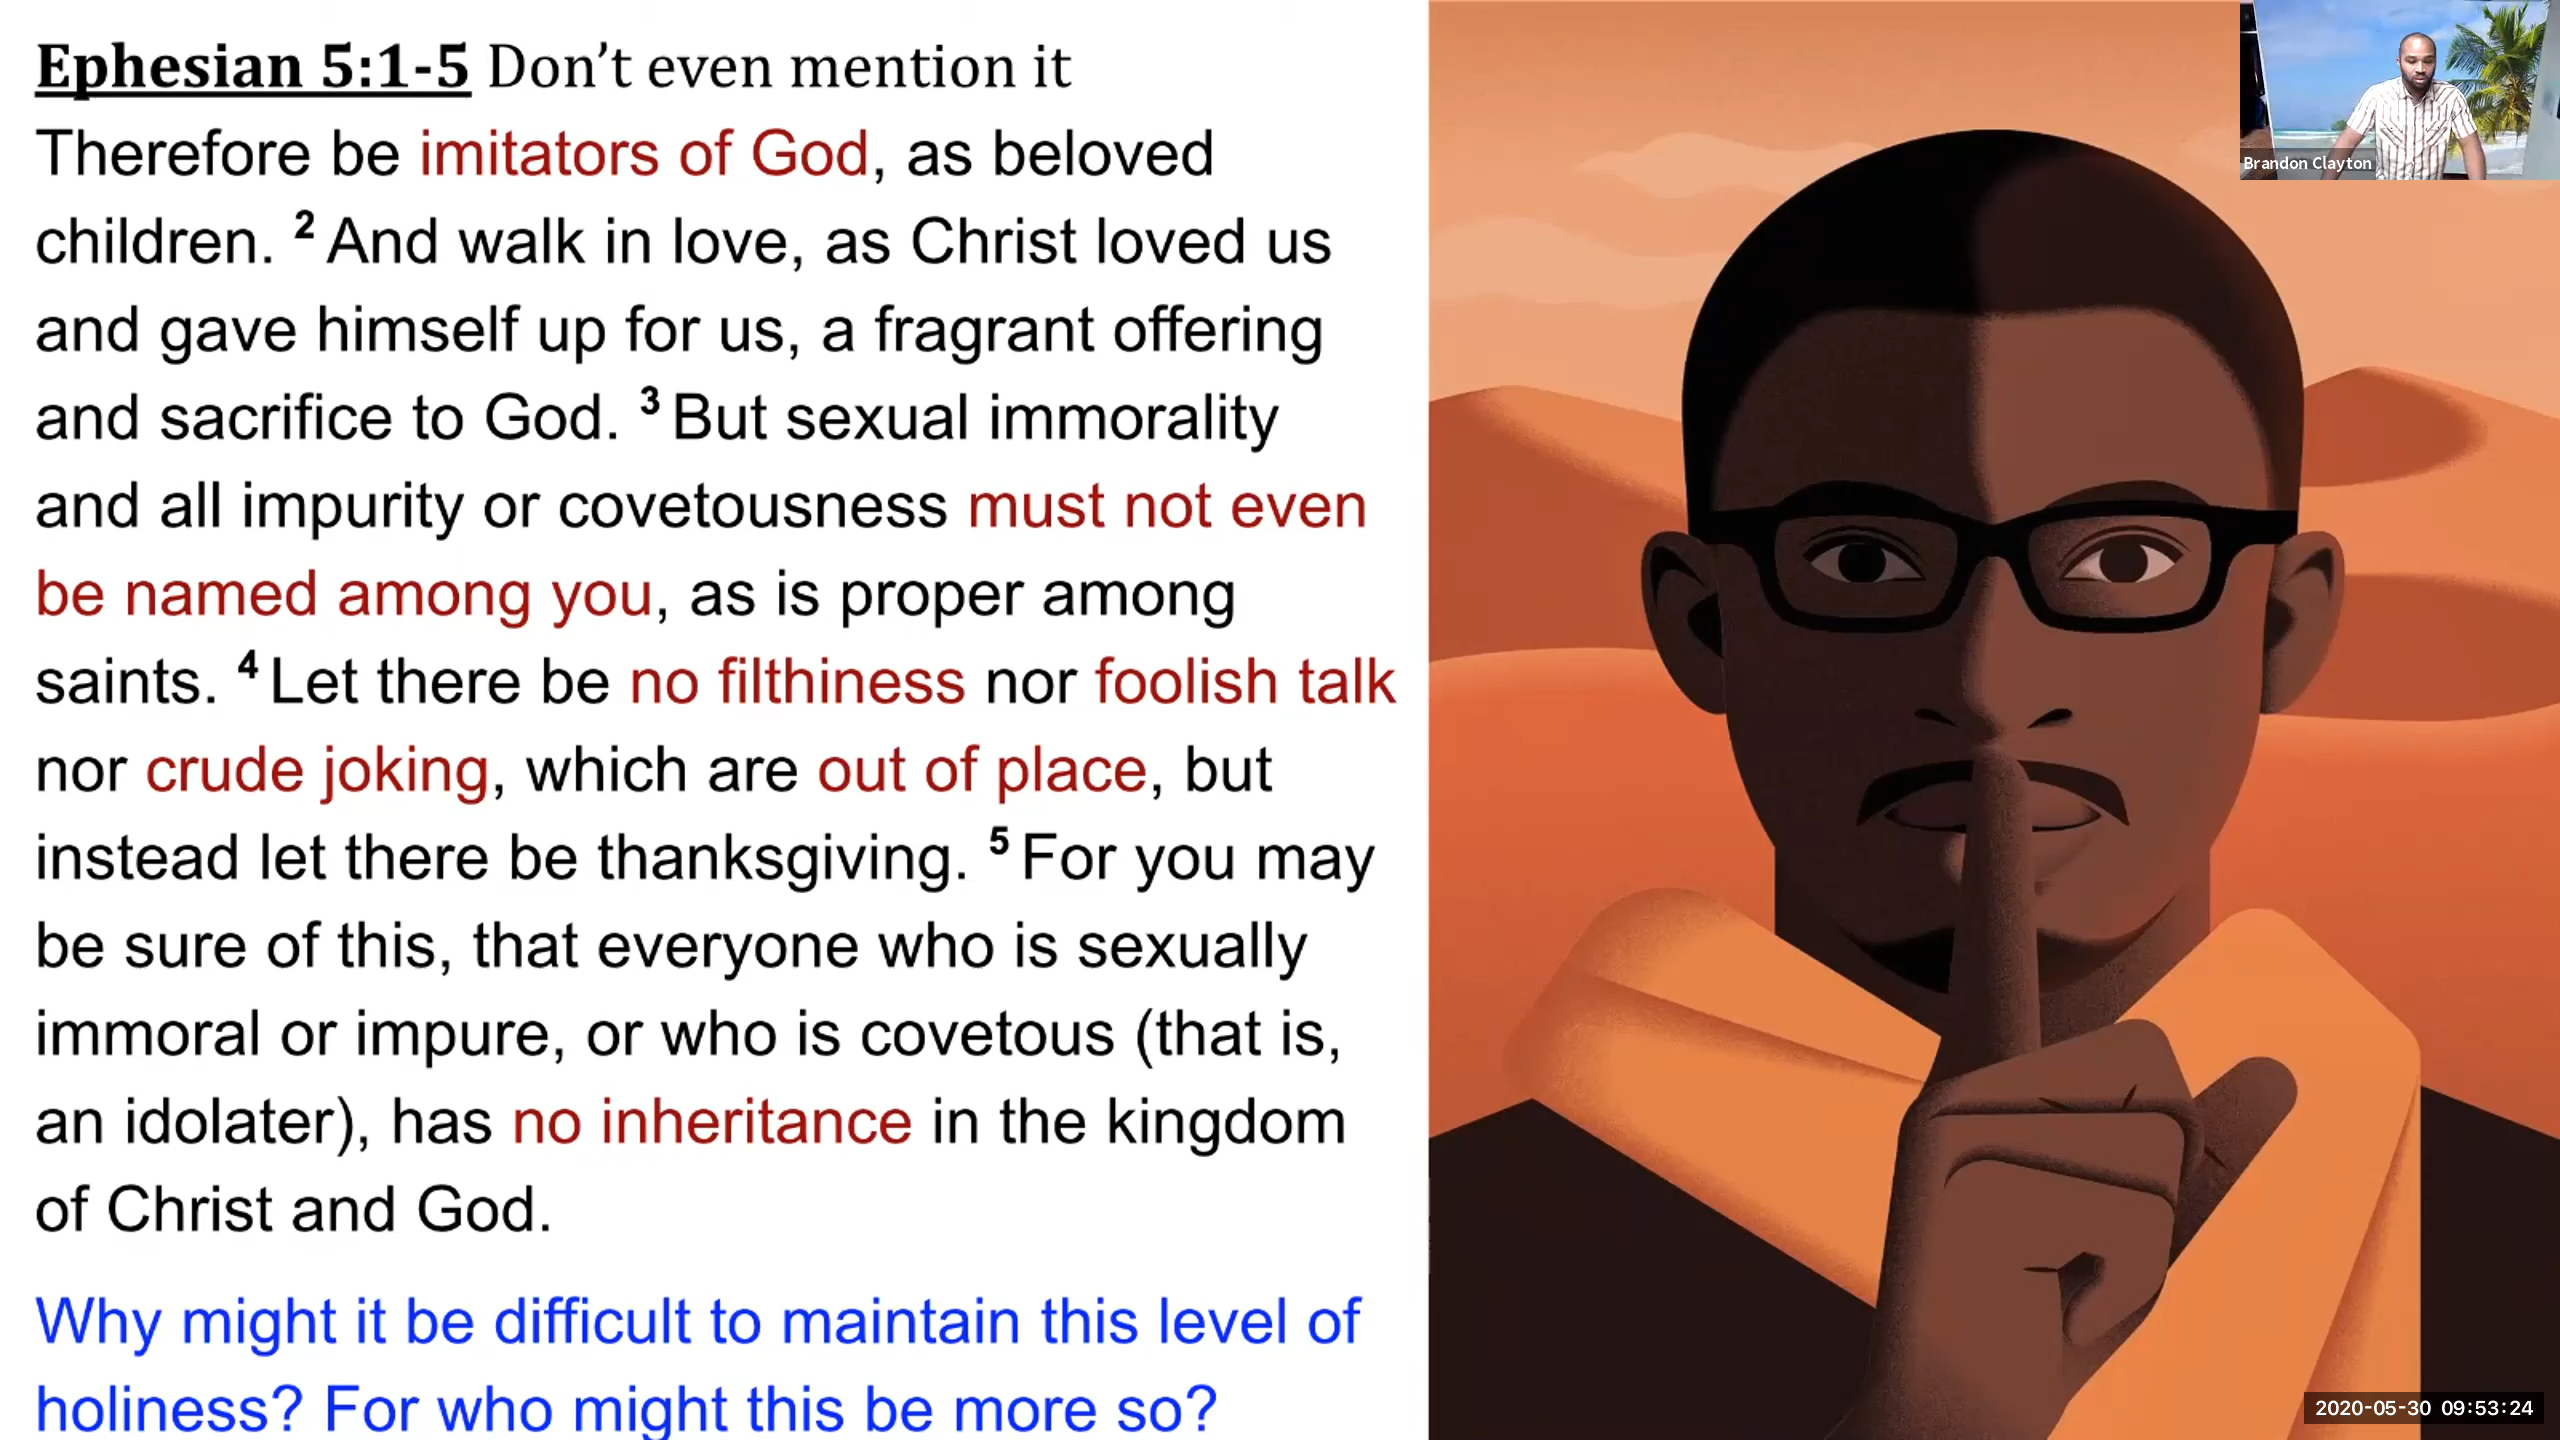 Ephesian 5:1-5 Don’t even mention it
Therefore be imitators of God, as beloved
children. 2 And walk in love, as Christ loved us
and gave himself up for us, a fragrant offering
and sacrifice to God. 3 But sexual immorality
and all impurity or covetousness must not even
be named among you, as is proper among
saints. 4 Let there be no filthiness nor foolish talk
nor crude joking, which are out of place, but
instead let there be thanksgiving. 5 For you may
be sure of this, that everyone who is sexually
immoral or impure, or who is covetous (that is,
an idolater), has no inheritance in the kingdom
of Christ and God.
Why might it be difficult to maintain this level of
holiness? For who might this be more so?
Brandon Clayton
2020-05-30 09:53:24